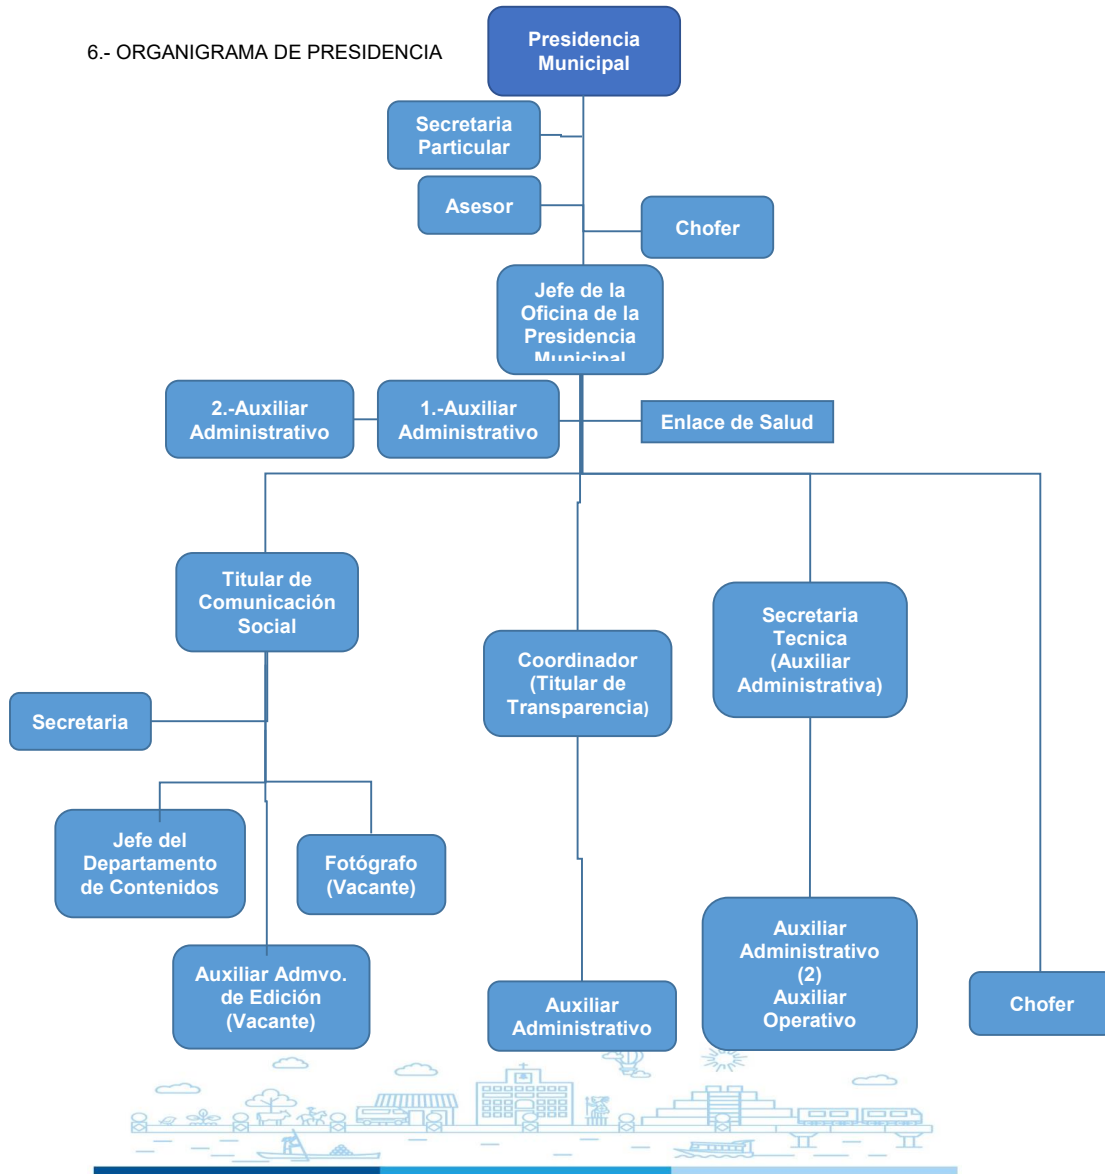 6.- ORGANIGRAMA DE PRESIDENCIA
Presidencia
Municipal
Secretaria
Particular
Asesor
Chofer
Jefe de la
Oficina de la
Presidencia
Municipal
2.-Auxiliar
Administrativo
1.-Auxiliar
Administrativo
Enlace de Salud
Titular de
Comunicación
Social
Coordinador
(Titular de
Transparencia)
Secretaria
Tecnica
(Auxiliar
Administrativa)
Secretaria
Jefe del
Departamento
de Contenidos
Fotógrafo
(Vacante)
Auxiliar Admvo.
de Edición
(Vacante)
Auxiliar
Administrativo
Auxiliar
Administrativo
(2)
Auxiliar
Operativo
Chofer